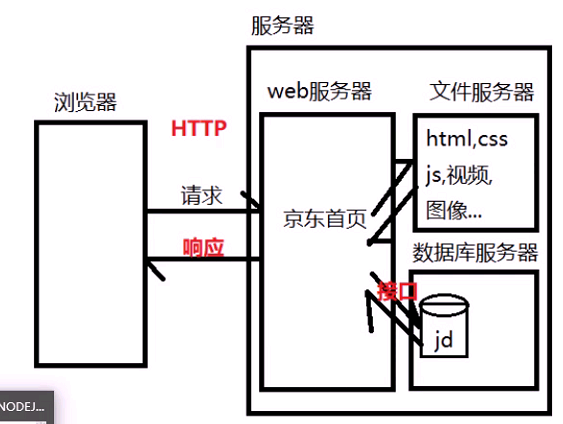 服务器
浏览器
HTTP
请求
响应
web服务器
京东首页
文件服务器
html,css
js,视频,
图像...
数据库服务器
接口
jd
NODEJ...